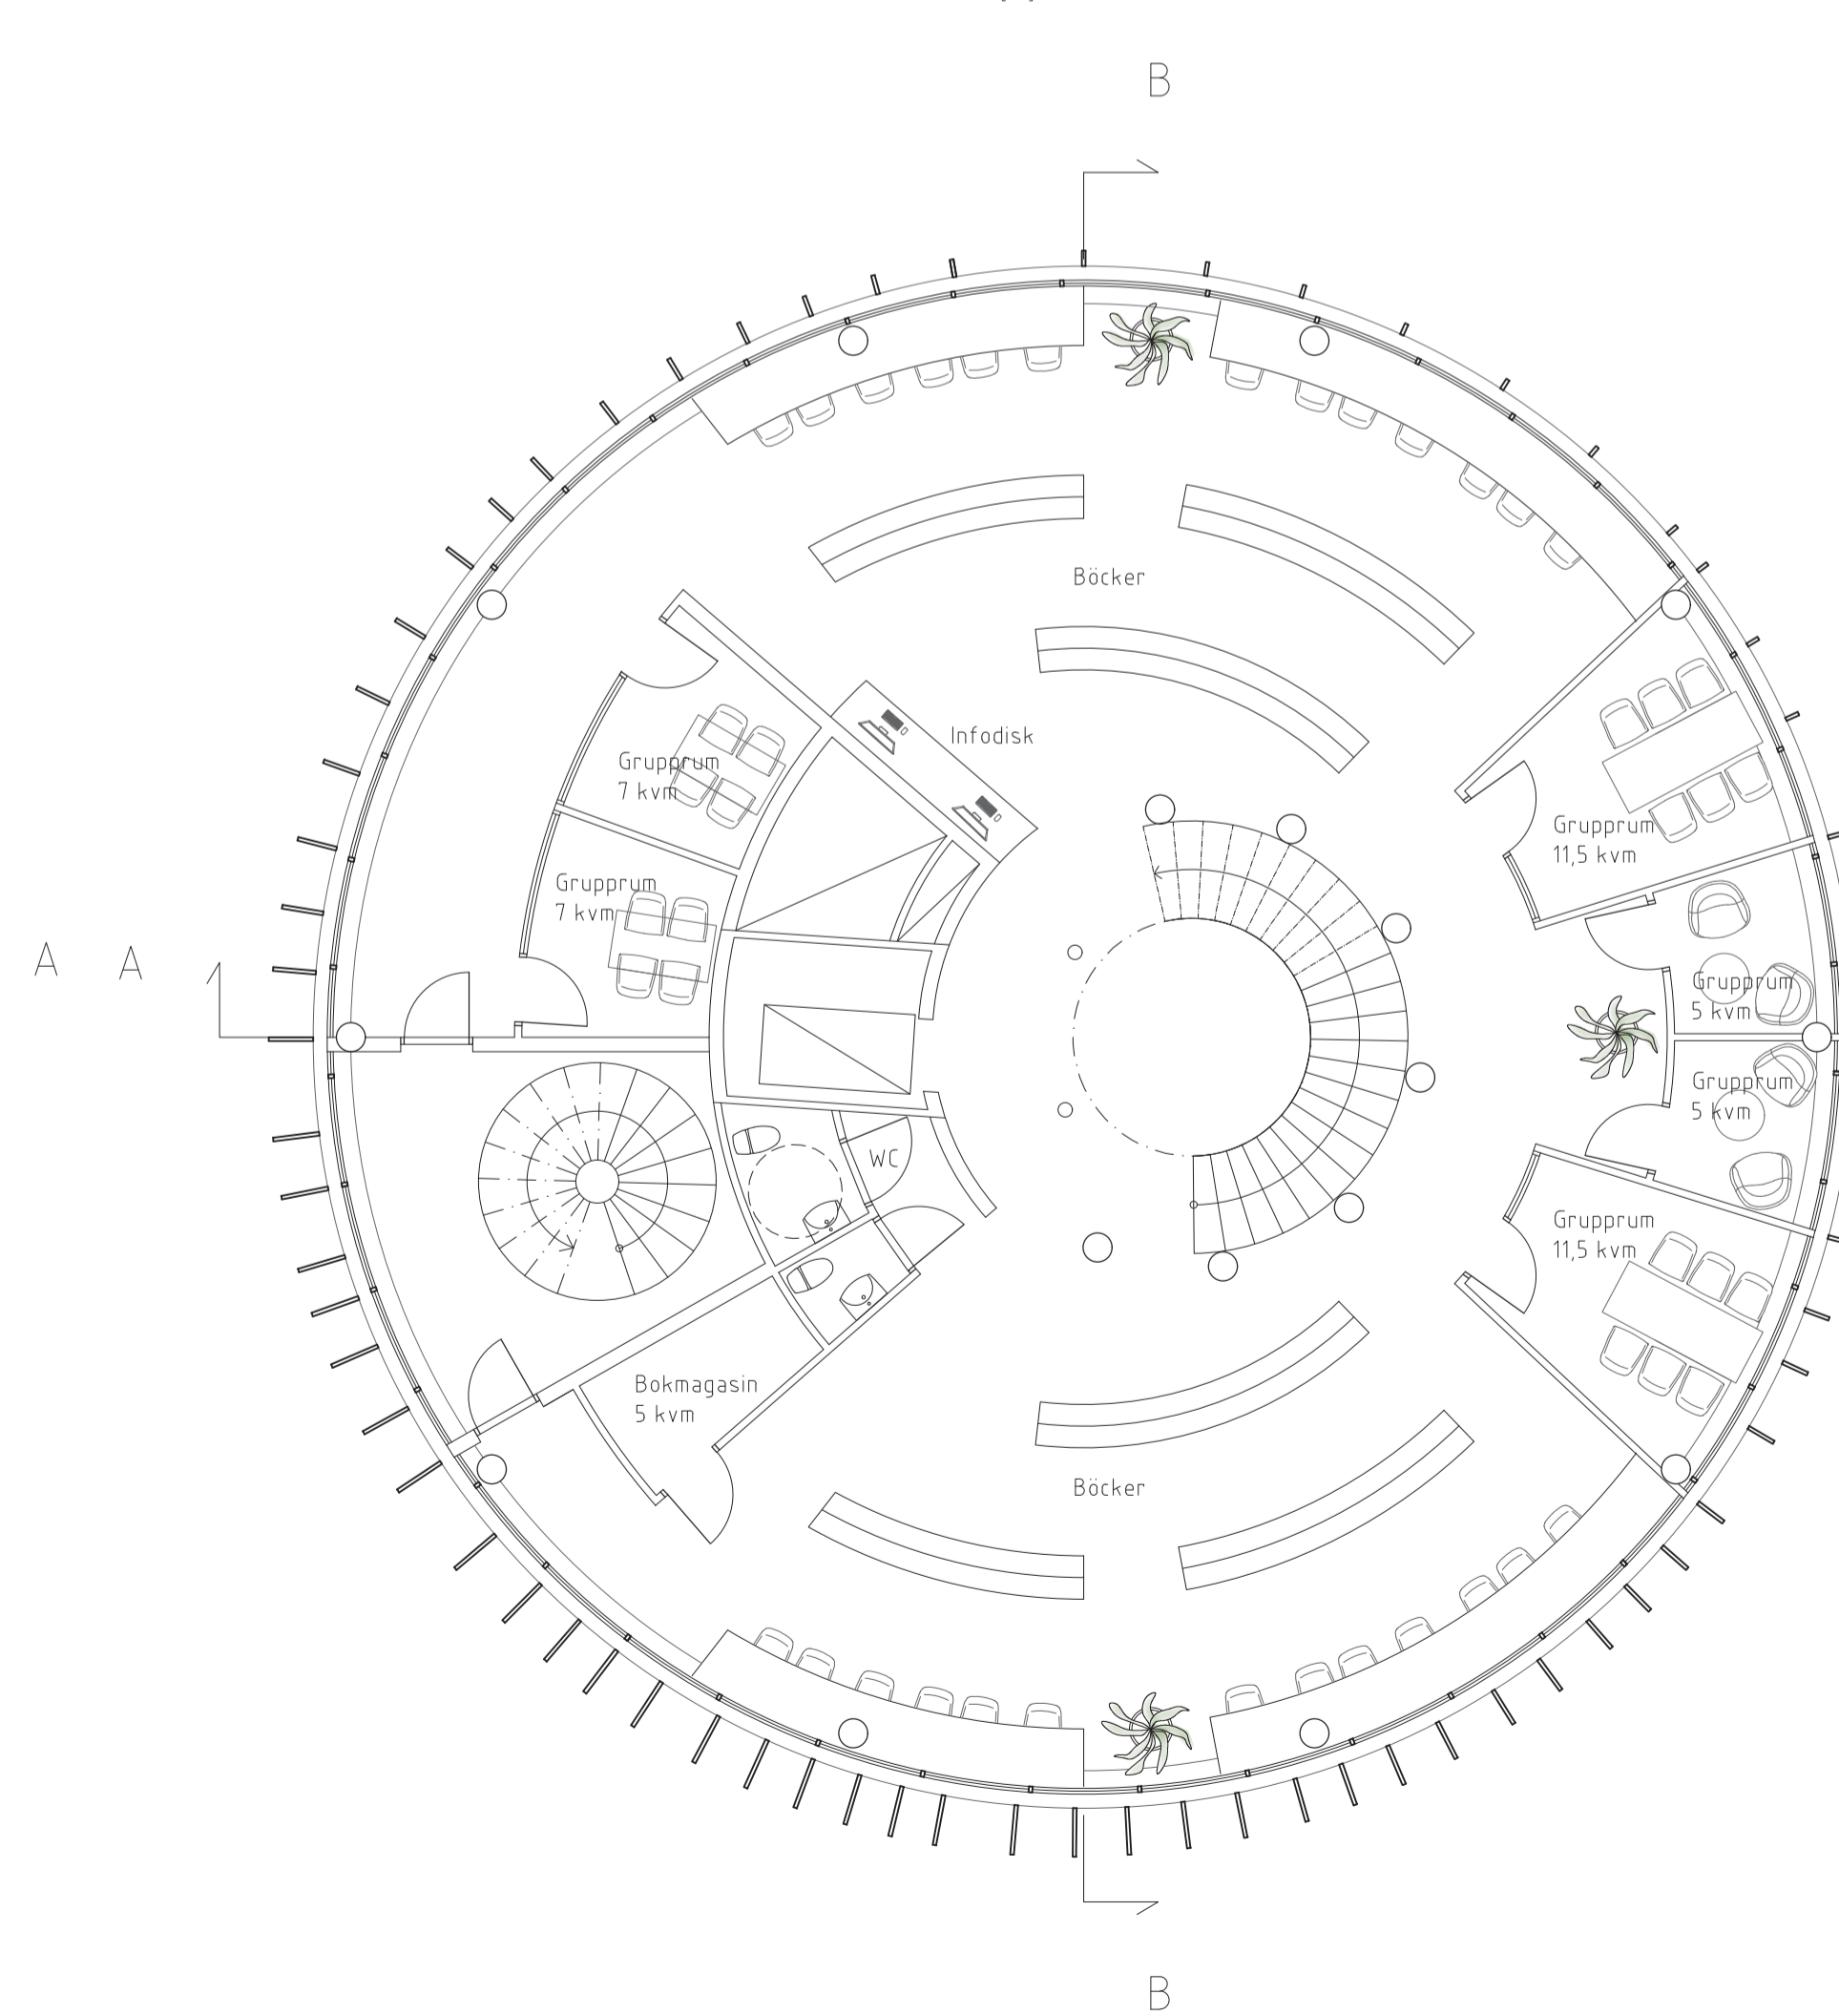 B
Böcker
Infodisk
Grupprum
7 kvm
Grupprum
11,5 kvm
Grupprum
7 kvm
A A
Grupprum
5 kvm
Grupprum
5 kvm
WC
Grupprum
11,5 kvm
Bokmagasin
5 kvm
Böcker
B